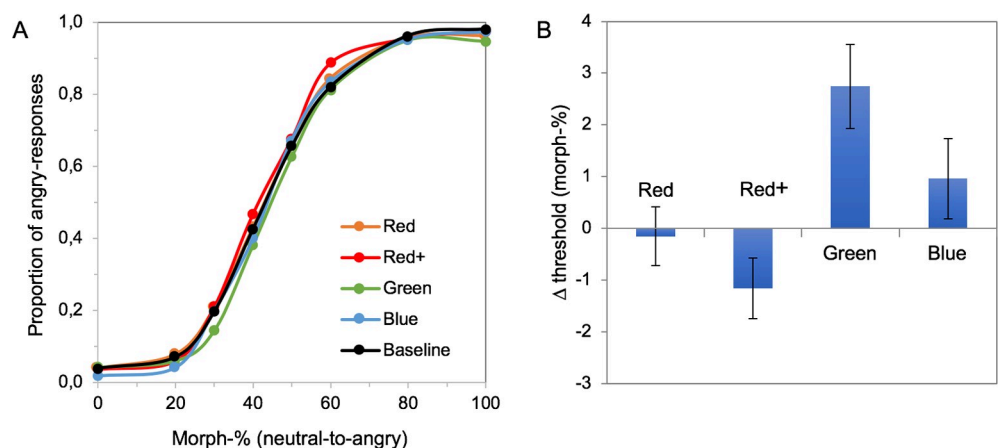 A
1,0
0,8
0,6
0,4
0,2
0,0
Proportion of angry-responses
Red
Red+
Green
Blue
Baseline
0
20
40
60
80
100
Morph-% (neutral-to-angry)
B
4
3
2
1
0
-1
-2
-3
Δ threshold (morph-%)
Red
Red+
Green
Blue